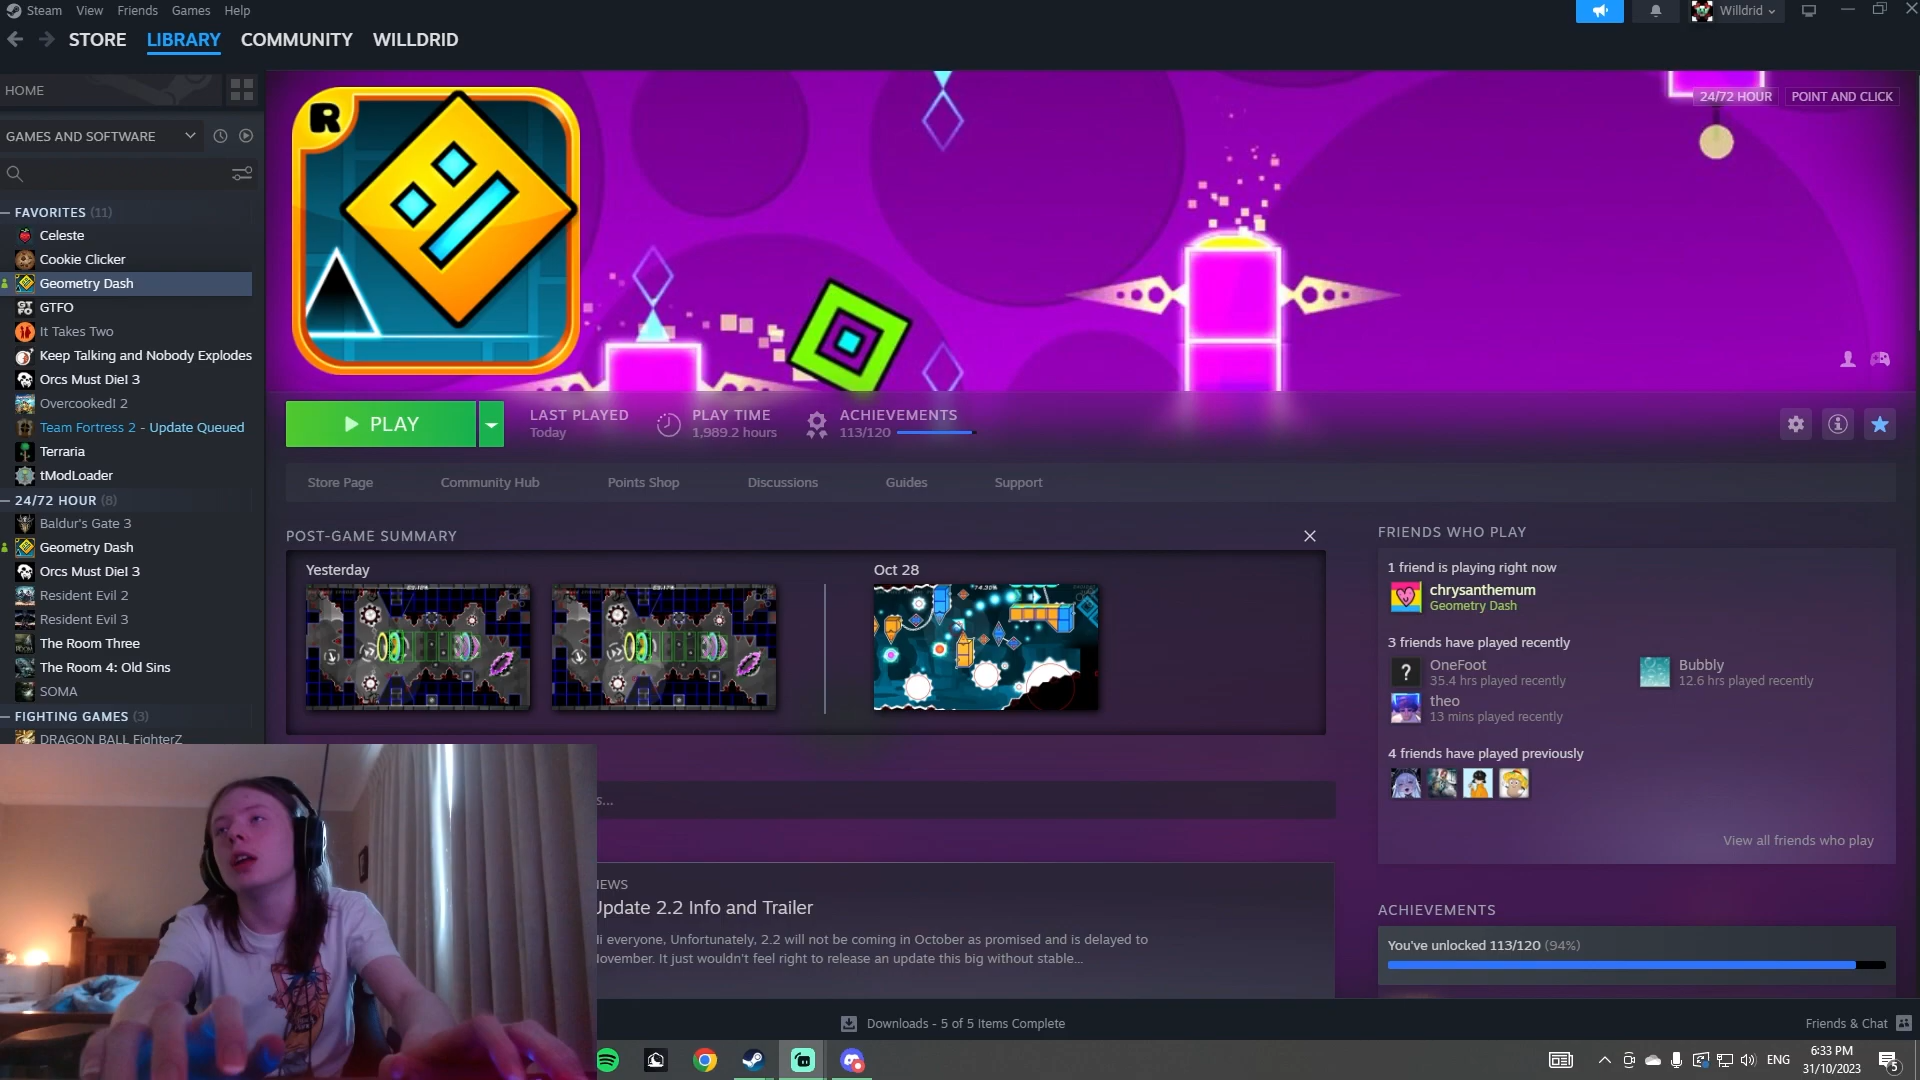 Steam View Friends Games Help
Willdrid
STORE LIBRARY COMMUNITY WILLDRID
HOME
GAMES AND SOFTWARE
FAVORITES (11)
Celeste
Cookie Clicker
Geometry Dash
GTFO
It Takes Two
Keep Talking and Nobody Explodes
Orcs Must Die! 3
Overcooked! 2
Team Fortress 2 - Update Queued
Terraria
tModLoader
24/72 HOUR (8)
Baldur's Gate 3
Geometry Dash
Orcs Must Die! 3
Resident Evil 2
Resident Evil 3
The Room Three
The Room 4: Old Sins
SOMA
FIGHTING GAMES (3)
DRAGON BALL FighterZ
R
24/72 HOUR POINT AND CLICK
PLAY
LAST PLAYED
Today
PLAY TIME
1,989.2 hours
ACHIEVEMENTS
113/120
Store Page Community Hub Points Shop Discussions Guides Support
POST-GAME SUMMARY
Yesterday
Oct 28
s...
NEWS
Update 2.2 Info and Trailer
Hi everyone, Unfortunately, 2.2 will not be coming in October as promised and is delayed to
November. It just wouldn't feel right to release an update this big without stable...
FRIENDS WHO PLAY
1 friend is playing right now
chrysanthemum
Geometry Dash
3 friends have played recently
OneFoot
35.4 hrs played recently
Bubbly
12.6 hrs played recently
theo
13 mins played recently
4 friends have played previously
View all friends who play
ACHIEVEMENTS
You've unlocked 113/120 (94%)
Downloads - 5 of 5 Items Complete
Friends & Chat
ENG
6:33 PM
31/10/2023
5